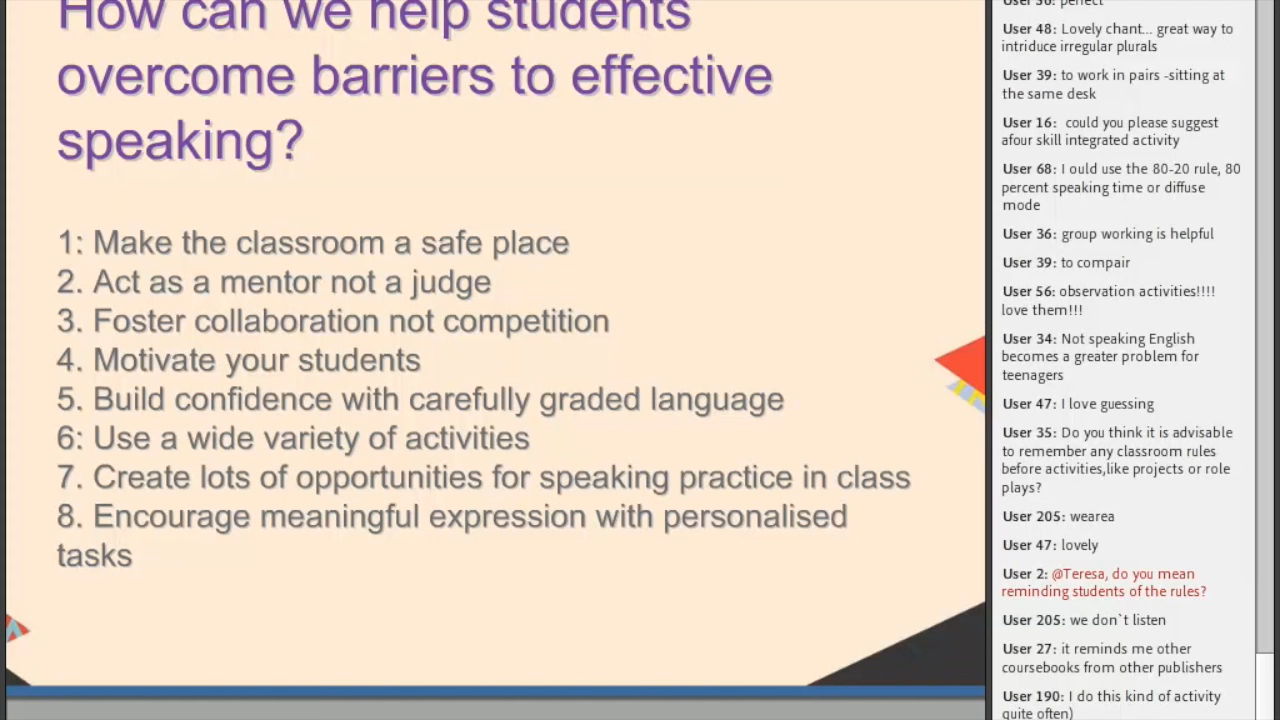 How can we help students
overcome barriers to effective
speaking?
1: Make the classroom a safe place
2. Act as a mentor not a judge
3. Foster collaboration not competition
4. Motivate your students
5. Build confidence with carefully graded language
6: Use a wide variety of activities
7. Create lots of opportunities for speaking practice in class
8. Encourage meaningful expression with personalised
tasks
User 56: perfect
User 48: Lovely chant... great way to
intriduce irregular plurals
User 39: to work in pairs -sitting at
the same desk
User 16: could you please suggest
afour skill integrated activity
User 68: I ould use the 80-20 rule, 80
percent speaking time or diffuse
mode
User 36: group working is helpful
User 39: to compair
User 56: observation activities!!!!
love them!!!
User 34: Not speaking English
becomes a greater problem for
teenagers
User 47: I love guessing
User 35: Do you think it is advisable
to remember any classroom rules
before activities,like projects or role
plays?
User 205: wearea
User 47: lovely
User 2: @Teresa, do you mean
reminding students of the rules?
User 205: we don`t listen
User 27: it reminds me other
coursebooks from other publishers
User 190: I do this kind of activity
quite often)